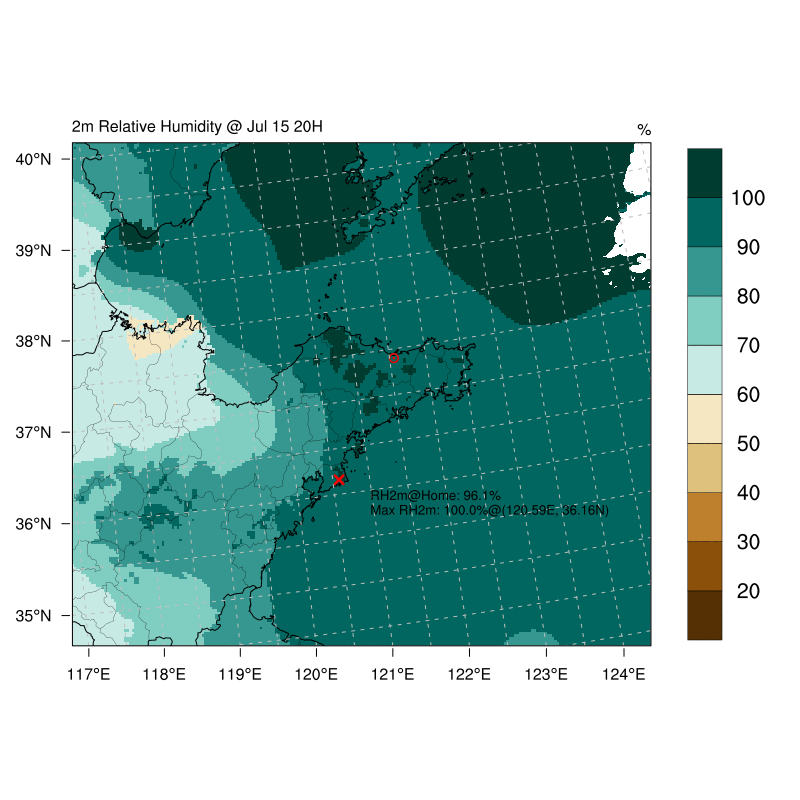 2m Relative Humidity @ Jul 15 20H
%
40°N
39°N
38°N
37°N
36°N
35°N
117°E
118°E
119°E
120°E
121°E
122°E
123°E
124°E
RH2m@Home: 96.1%
Max RH2m: 100.0%@(120.59E, 36.16N)
100
90
80
70
60
50
40
30
20